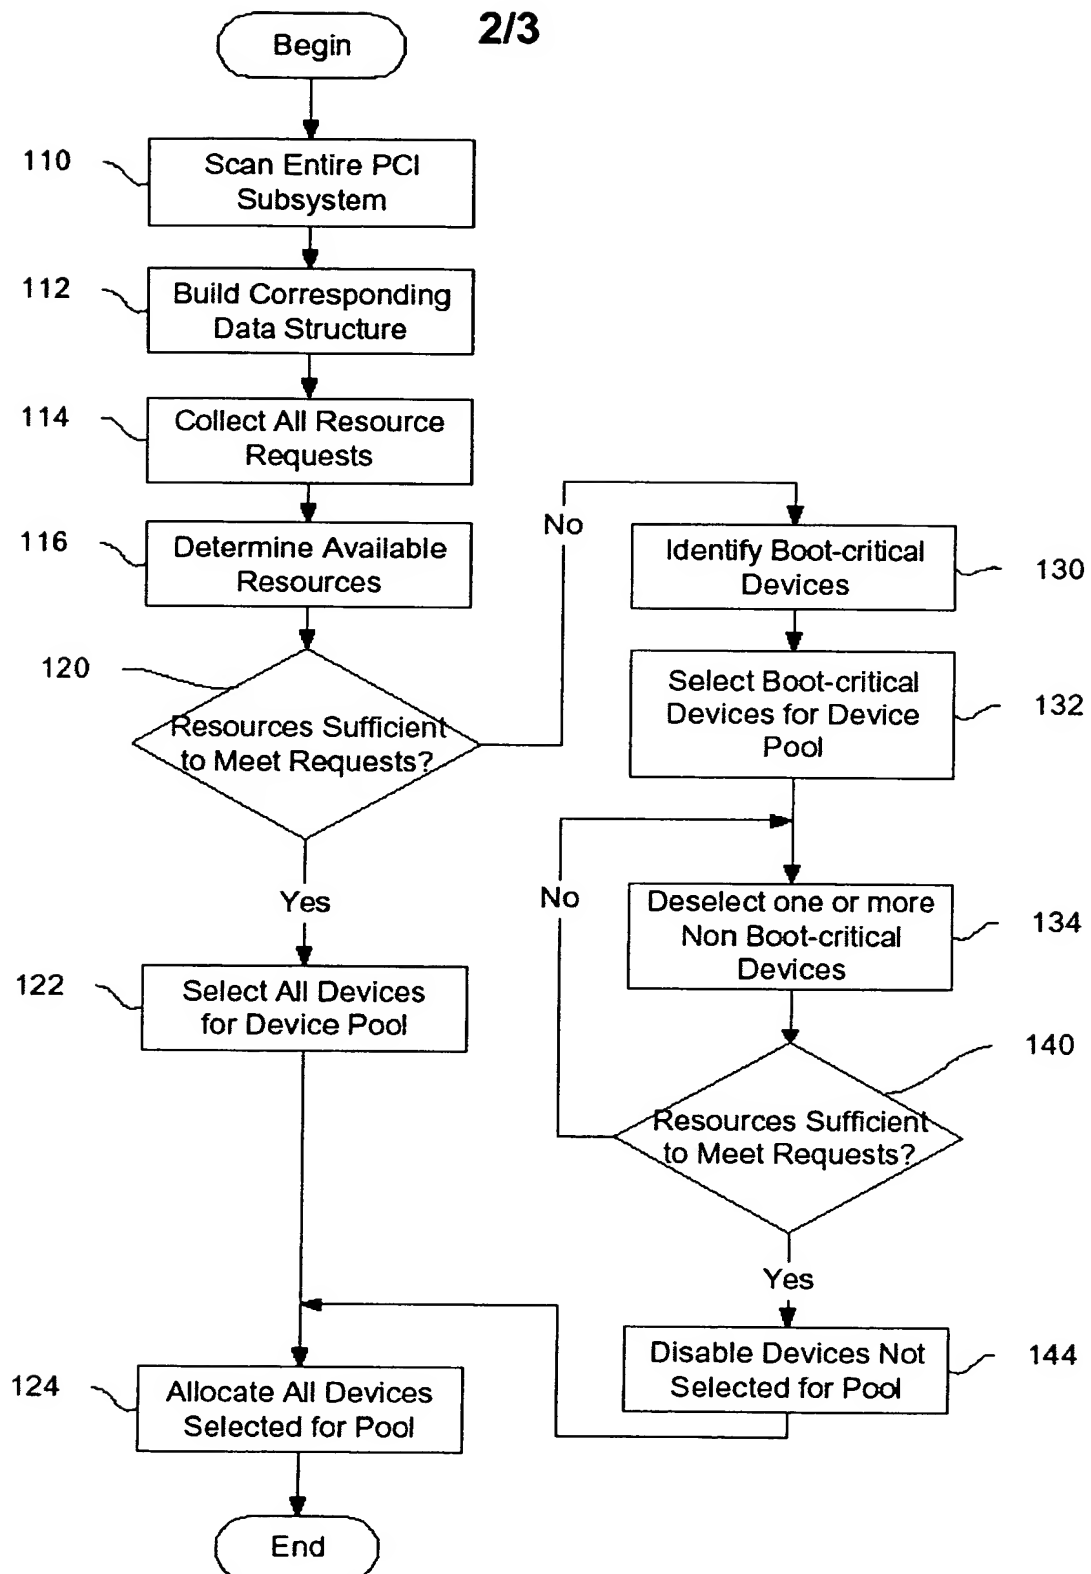 2/3
Begin
110
Scan Entire PCI
Subsystem
112
Build Corresponding
Data Structure
114
Collect All Resource
Requests
116
Determine Available
Resources
120
Resources Sufficient
to Meet Requests?
Yes
122
Select All Devices
for Device Pool
124
Allocate All Devices
Selected for Pool
End
No
Identify Boot-critical
Devices
130
Select Boot-critical
Devices for Device
Pool
132
No
Deselect one or more
Non Boot-critical
Devices
134
140
Resources Sufficient
to Meet Requests?
Yes
Disable Devices Not
Selected for Pool
144